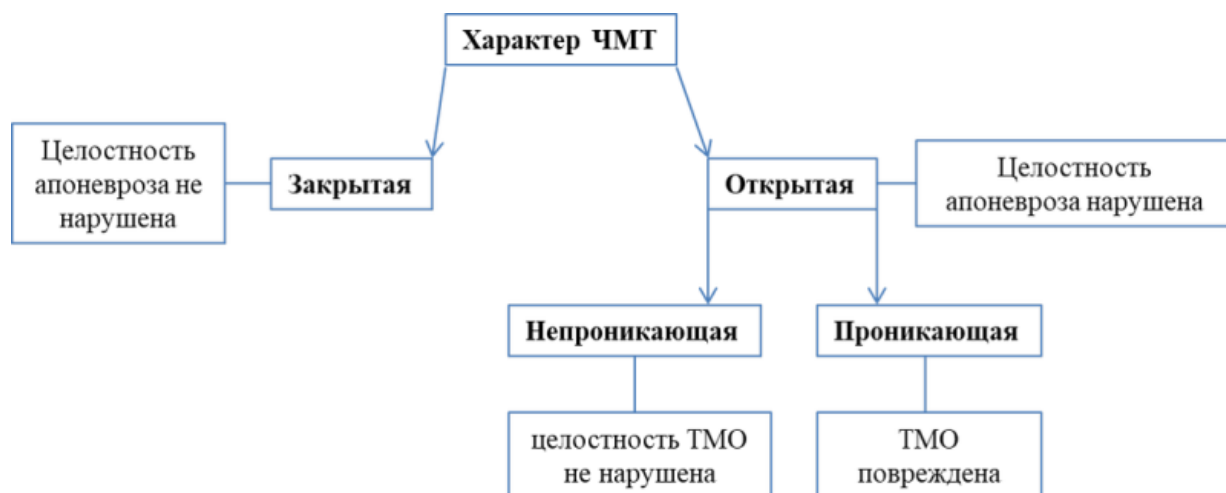 Характер ЧМТ
Целостность
апоневроза не
нарушена
Закрытая
Открытая
Целостность
апоневроза нарушена
Непроникающая
Проникающая
целостность ТМО
не нарушена
ТМО
повреждена